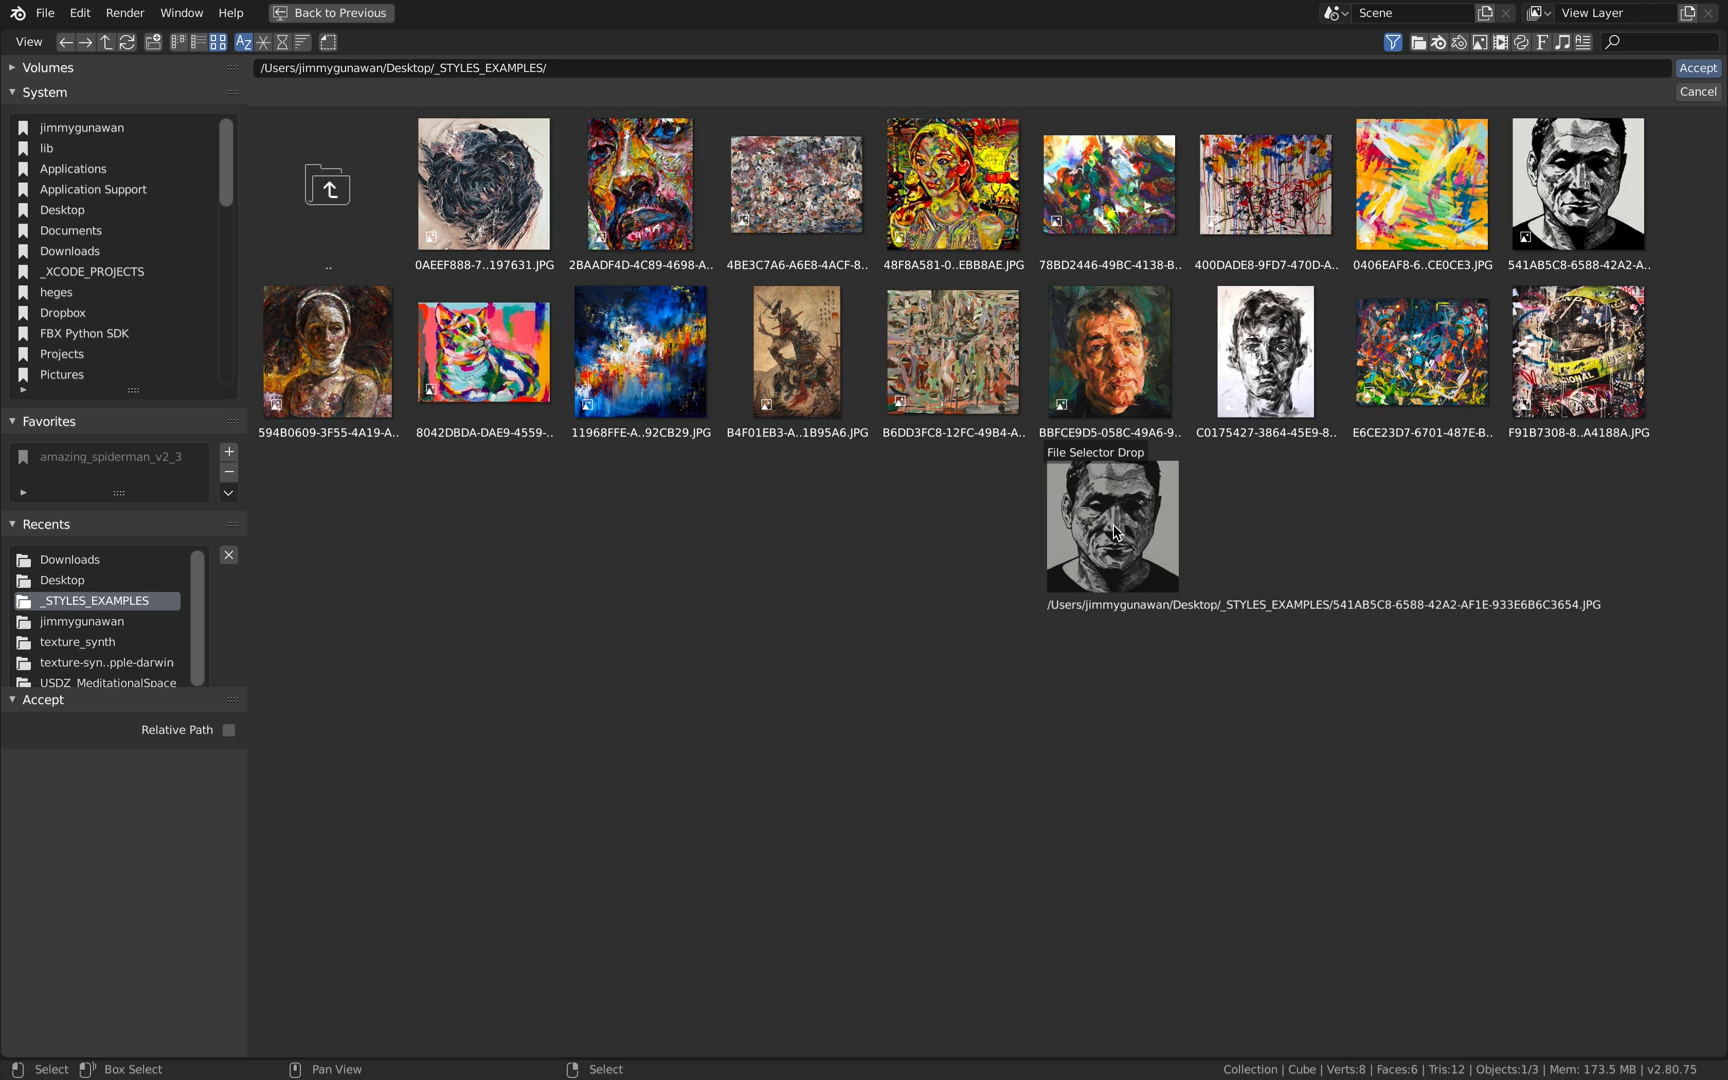 File Edit Render Window Help Back to Previous Scene View Layer
View
/Users/jimmygunawan/Desktop/_STYLES_EXAMPLES/ Accept
Cancel
Volumes
System
jimmygunawan
lib
Applications
Application Support
Desktop
Documents
Downloads
_XCODE_PROJECTS
heges
Dropbox
FBX Python SDK
Projects
Pictures
Favorites
amazing_spiderman_v2_3
Recents
Downloads
Desktop
_STYLES_EXAMPLES
jimmygunawan
texture_synth
texture-syn..pple-darwin
USDZ_MeditationalSpace
Accept
Relative Path
.. 0AEEF888-7..197631.JPG 2BAADF4D-4C89-4698-A.. 4BE3C7A6-A6E8-4ACF-8.. 48F8A581-0..EBB8AE.JPG 78BD2446-49BC-4138-B.. 400DADE8-9FD7-470D-A.. 0406EAF8-6..CE0CE3.JPG 541AB5C8-6588-42A2-A..
594B0609-3F55-4A19-A.. 8042DBDA-DAE9-4559-.. 11968FFE-A..92CB29.JPG B4F01EB3-A..1B95A6.JPG B6DD3FC8-12FC-49B4-A.. BBFCE9D5-058C-49A6-9.. C0175427-3864-45E9-8.. E6CE23D7-6701-487E-B.. F91B7308-8..A4188A.JPG
File Selector Drop
/Users/jimmygunawan/Desktop/_STYLES_EXAMPLES/541AB5C8-6588-42A2-AF1E-933E6B6C3654.JPG
Select Box Select Pan View Select Collection | Cube | Verts:8 | Faces:6 | Tris:12 | Objects:1/3 | Mem: 173.5 MB | v2.80.75